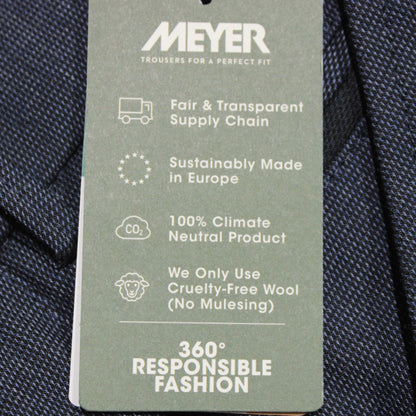 MEYER
TROUSERS FOR A PERFECT FIT
Fair & Transparent
Supply Chain
Sustainably Made
in Europe
CO₂
100% Climate
Neutral Product
We Only Use
Cruelty-Free Wool
(No Mulesing)
360°
RESPONSIBLE
FASHION